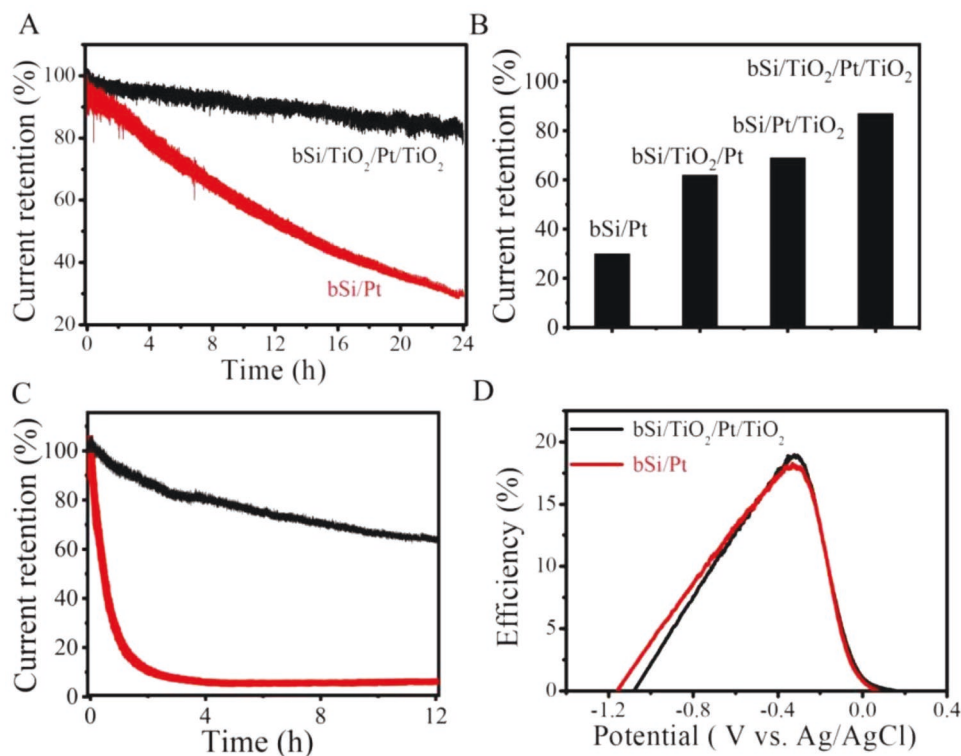 A
Current retention (%)
100
80
60
40
20
bSi/TiO₂/Pt/TiO₂
bSi/Pt
0
4
8
12
16
20
24
Time (h)
B
Current retention (%)
100
80
60
40
20
0
bSi/Pt
bSi/TiO₂/Pt
bSi/Pt/TiO₂
bSi/TiO₂/Pt/TiO₂
C
Current retention (%)
100
80
60
40
20
0
0
4
8
12
Time (h)
D
Efficiency (%)
20
15
10
5
0
bSi/TiO₂/Pt/TiO₂
bSi/Pt
-1.2
-0.8
-0.4
0.0
0.4
Potential ( V vs. Ag/AgCl)